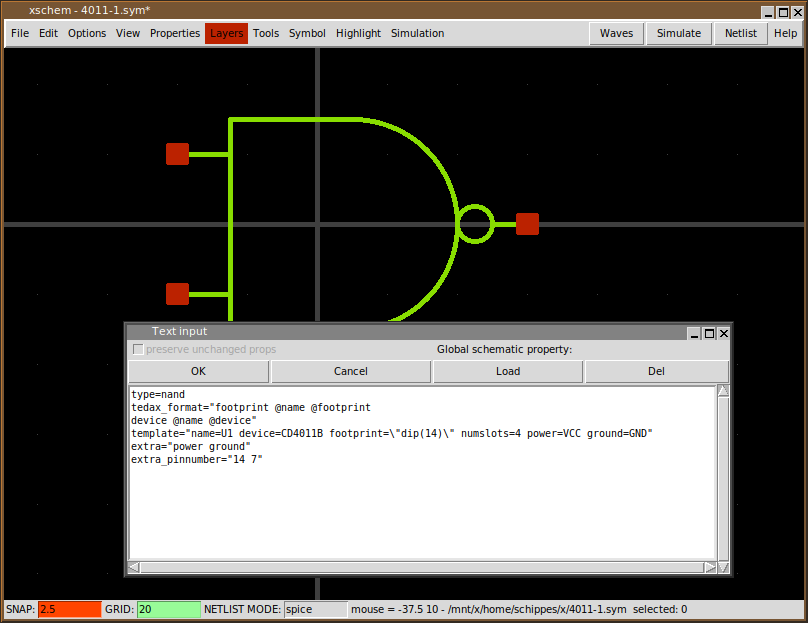 xschem - 4011-1.sym*
File Edit Options View Properties Layers Tools Symbol Highlight Simulation Waves Simulate Netlist Help
Text input
preserve unchanged props Global schematic property:
OK Cancel Load Del
type=nand
tedax_format="footprint @name @footprint
device @name @device"
template="name=U1 device=CD4011B footprint=\"dip(14)\" numslots=4 power=VCC ground=GND"
extra="power ground"
extra_pinnumber="14 7"
SNAP: 2.5 GRID: 20 NETLIST MODE: spice mouse = -37.5 10 - /mnt/x/home/schippes/x/4011-1.sym selected: 0